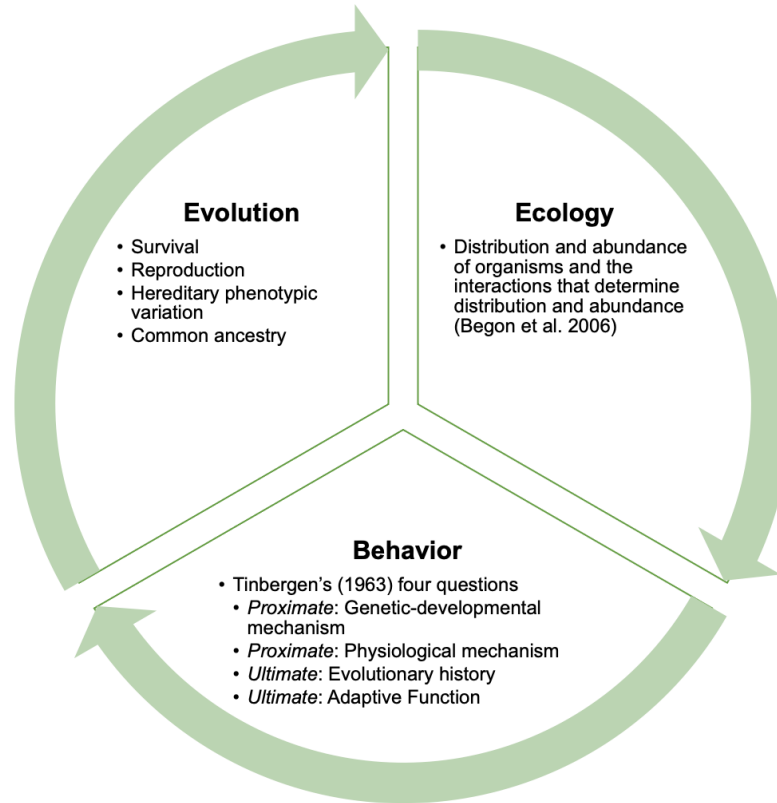 Evolution
• Survival
• Reproduction
• Hereditary phenotypic
variation
• Common ancestry
Ecology
• Distribution and abundance
of organisms and the
interactions that determine
distribution and abundance
(Begon et al. 2006)
Behavior
• Tinbergen’s (1963) four questions
• Proximate: Genetic-developmental
mechanism
• Proximate: Physiological mechanism
• Ultimate: Evolutionary history
• Ultimate: Adaptive Function